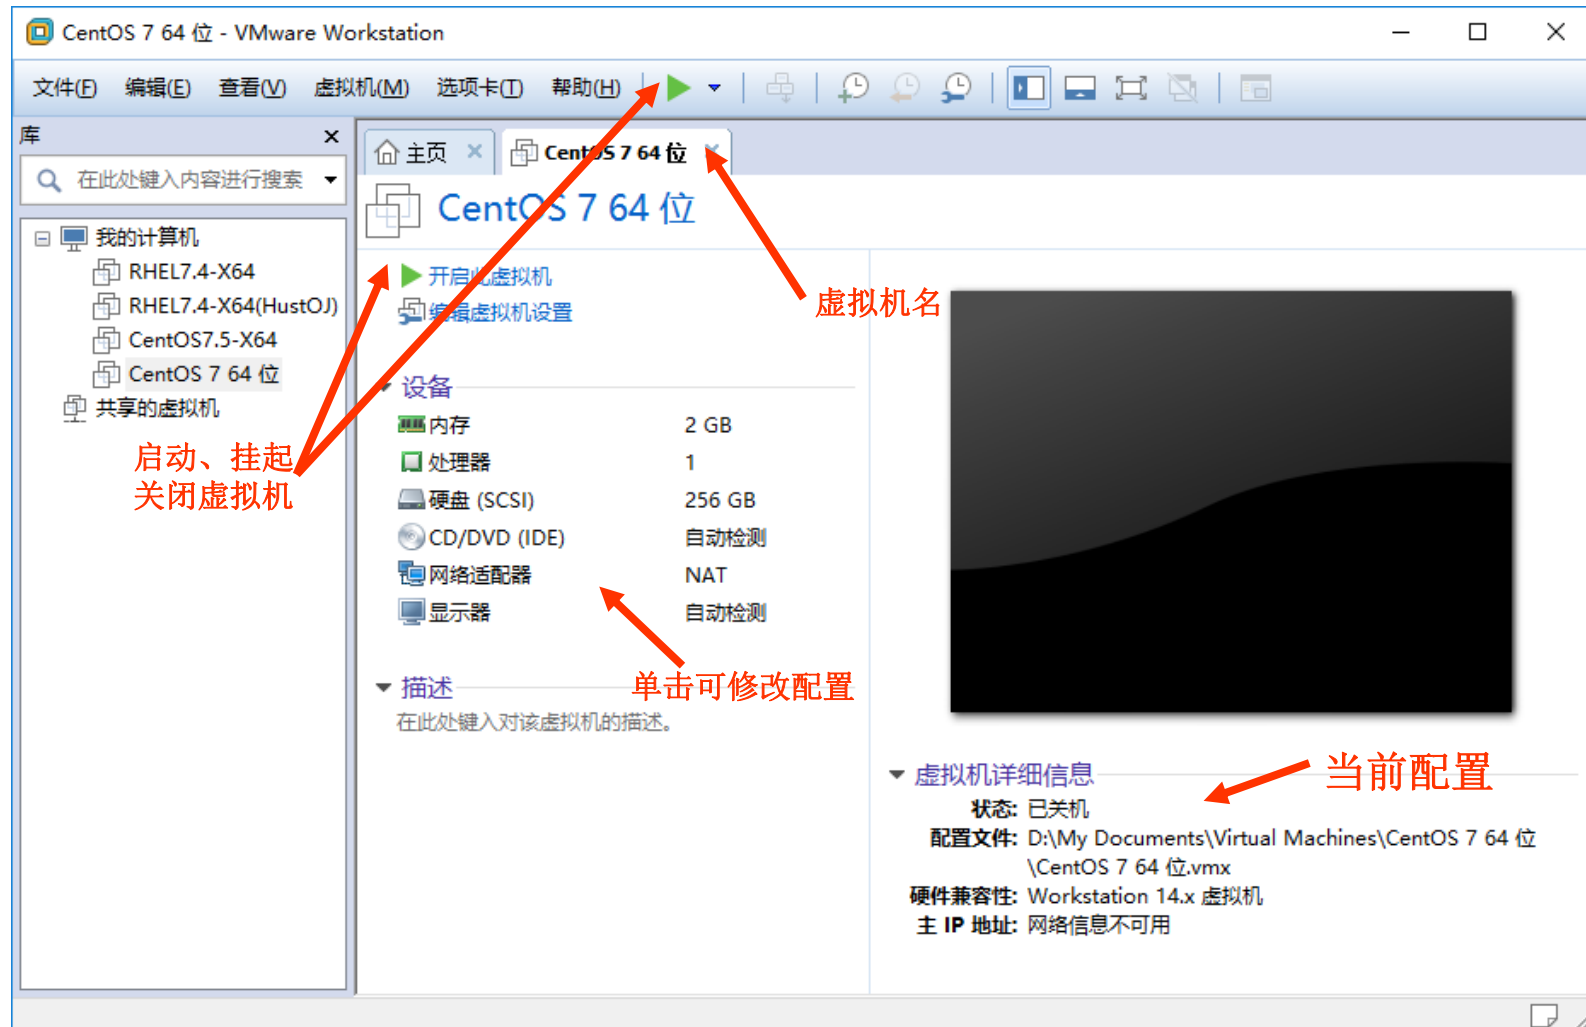 CentOS 7 64 位 - VMware Workstation
文件(F) 编辑(E) 查看(V) 虚拟机(M) 选项卡(T) 帮助(H)
库
在此处键入内容进行搜索
我的计算机
RHEL7.4-X64
RHEL7.4-X64(HustOJ)
CentOS7.5-X64
CentOS 7 64 位
共享的虚拟机
启动、挂起
关闭虚拟机
主页 CentOS 7 64 位
CentOS 7 64 位
虚拟机名
开启此虚拟机
编辑虚拟机设置
设备
内存 2 GB
处理器 1
硬盘 (SCSI) 256 GB
CD/DVD (IDE) 自动检测
网络适配器 NAT
显示器 自动检测
单击可修改配置
描述
在此处键入对该虚拟机的描述。
当前配置
虚拟机详细信息
状态: 已关机
配置文件: D:\My Documents\Virtual Machines\CentOS 7 64 位
\CentOS 7 64 位.vmx
硬件兼容性: Workstation 14.x 虚拟机
主 IP 地址: 网络信息不可用